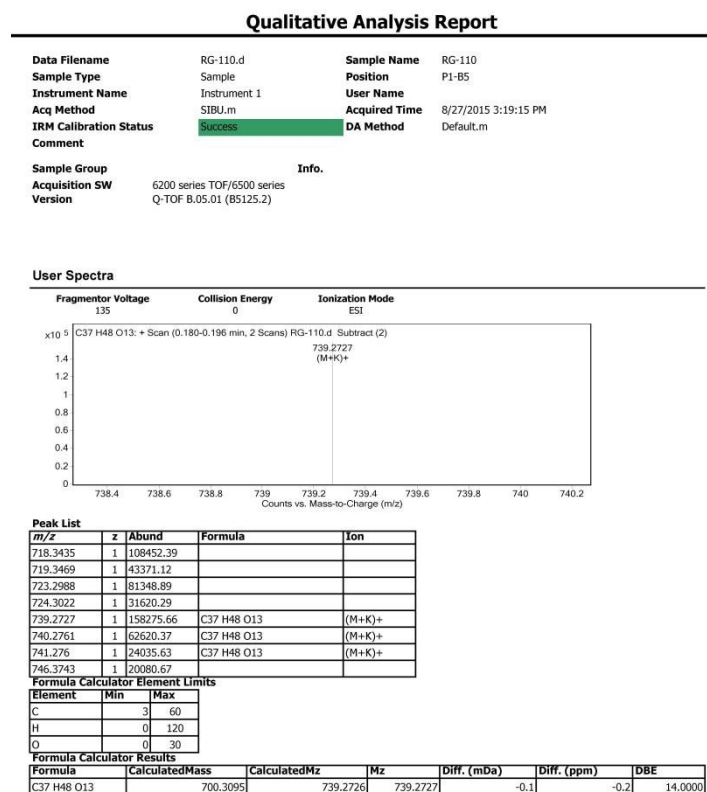 Qualitative Analysis Report
Data Filename RG-110.d Sample Name RG-110
Sample Type Sample Position P1-B5
Instrument Name Instrument 1 User Name
Acq Method SIBU.m Acquired Time 8/27/2015 3:19:15 PM
IRM Calibration Status Success DA Method Default.m
Comment
Sample Group Info.
Acquisition SW 6200 series TOF/6500 series
Version Q-TOF B.05.01 (B5125.2)
User Spectra
Fragmentor Voltage Collision Energy Ionization Mode
135 0 ESI
x10 5 C37 H48 O13: + Scan (0.180-0.196 min, 2 Scans) RG-110.d Subtract (2)
739.2727
(M+K)+
1.4
1.2
1
0.8
0.6
0.4
0.2
0
738.4 738.6 738.8 739 739.2 739.4 739.6 739.8 740 740.2
Counts vs. Mass-to-Charge (m/z)
Peak List
m/z z Abund Formula Ion
718.3435 1 108452.39
719.3469 1 43371.12
723.2988 1 81348.89
724.3022 1 31620.29
739.2727 1 158275.66 C37 H48 O13 (M+K)+
740.2761 1 62620.37 C37 H48 O13 (M+K)+
741.276 1 24035.63 C37 H48 O13 (M+K)+
746.3743 1 20080.67
Formula Calculator Element Limits
Element Min Max
C 3 60
H 0 120
O 0 30
Formula Calculator Results
Formula CalculatedMass CalculatedMz Mz Diff. (mDa) Diff. (ppm) DBE
C37 H48 O13 700.3095 739.2726 739.2727 -0.1 -0.2 14.0000